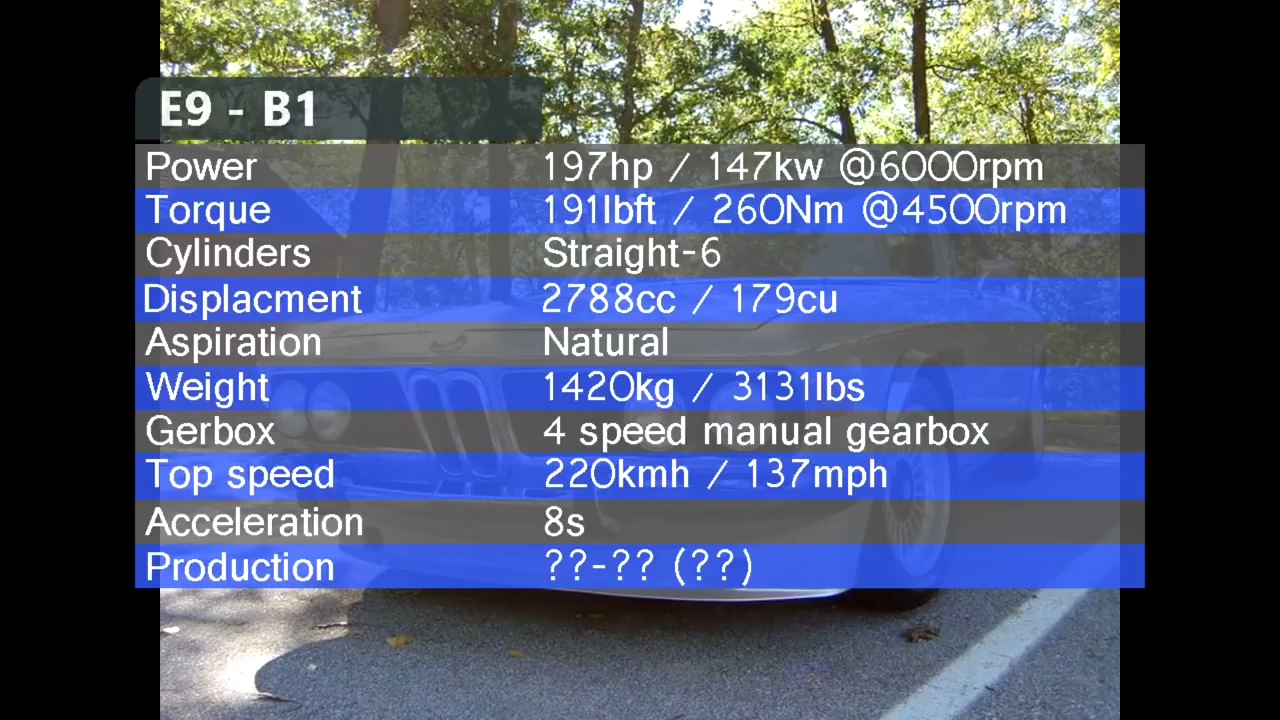 E9 - B1
Power 197hp / 147kw @6000rpm
Torque 191lbft / 260Nm @4500rpm
Cylinders Straight-6
Displacment 2788cc / 179cu
Aspiration Natural
Weight 1420kg / 3131lbs
Gerbox 4 speed manual gearbox
Top speed 220kmh / 137mph
Acceleration 8s
Production ??-?? (??)